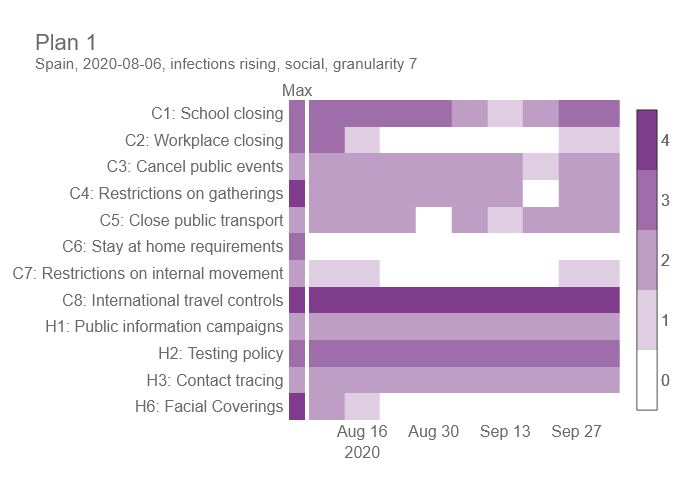 Plan 1
Spain, 2020-08-06, infections rising, social, granularity 7
Max
C1: School closing
C2: Workplace closing
C3: Cancel public events
C4: Restrictions on gatherings
C5: Close public transport
C6: Stay at home requirements
C7: Restrictions on internal movement
C8: International travel controls
H1: Public information campaigns
H2: Testing policy
H3: Contact tracing
H6: Facial Coverings
Aug 16 Aug 30 Sep 13 Sep 27
2020
4
3
2
1
0